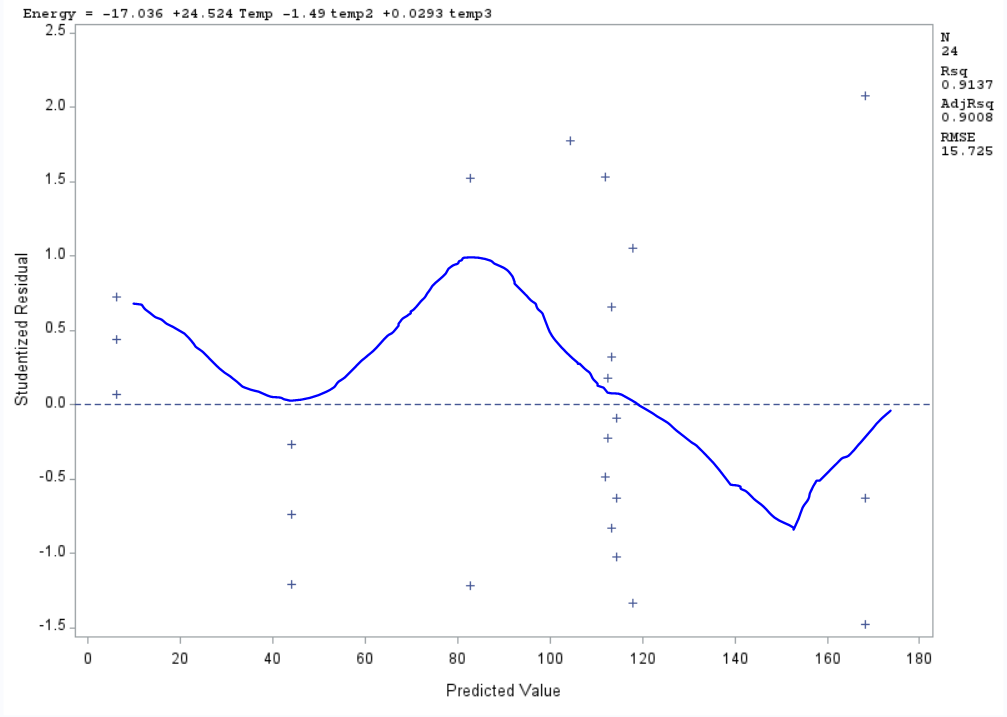 Energy = -17.036 +24.524 Temp -1.49 temp2 +0.0293 temp3
N
24
Rsq
0.9137
AdjRsq
0.9008
RMSE
15.725
2.5
2.0
1.5
1.0
0.5
0.0
-0.5
-1.0
-1.5
Studentized Residual
0 20 40 60 80 100 120 140 160 180
Predicted Value